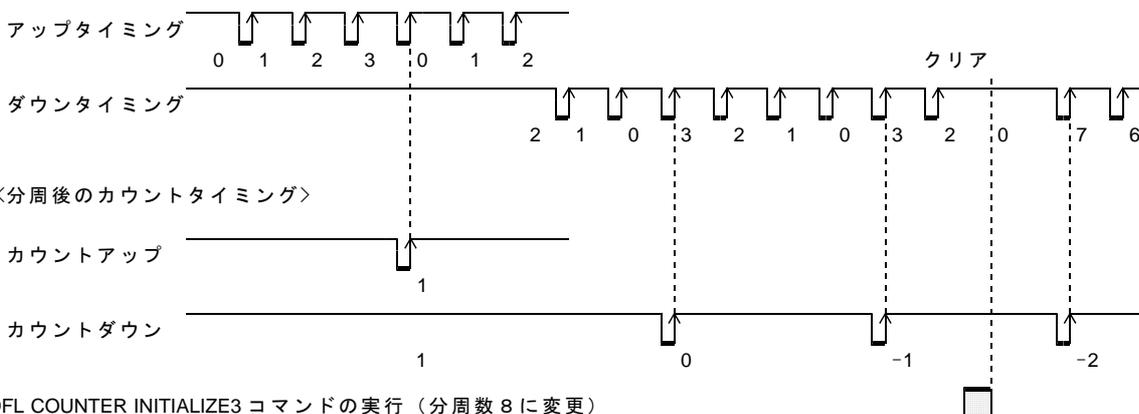 アップタイミング
0 1 2 3 0 1 2
クリア
ダウンタイミング
2 1 0 3 2 1 0 3 2 0 7 6
<分周後のカウントタイミング>
カウントアップ
1
カウントダウン
1 0 -1 -2
FL COUNTER INITIALIZE3 コマンドの実行（分周数８に変更）